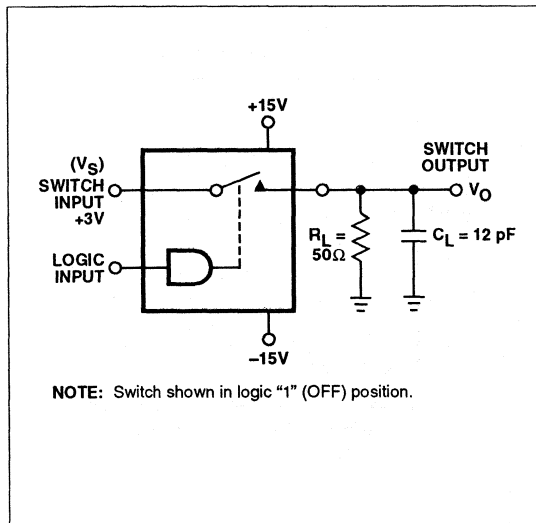 +15V
(VS)
SWITCH
INPUT
+3V
SWITCH
OUTPUT
VO
RL =
50Ω
CL = 12 pF
LOGIC
INPUT
–15V
NOTE: Switch shown in logic “1” (OFF) position.